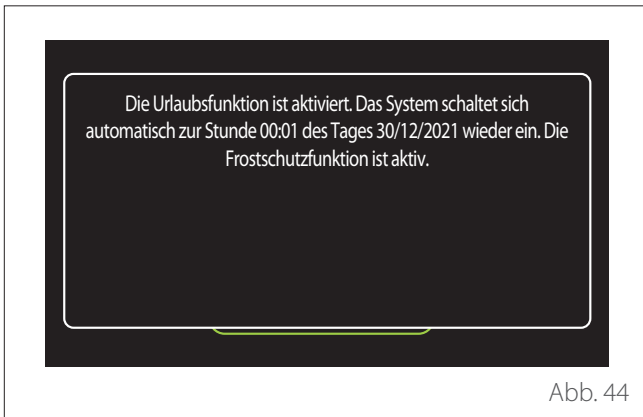 Die Urlaubsfunktion ist aktiviert. Das System schaltet sich
automatisch zur Stunde 00:01 des Tages 30/12/2021 wieder ein. Die
Frostschutzfunktion ist aktiv.
Abb. 44